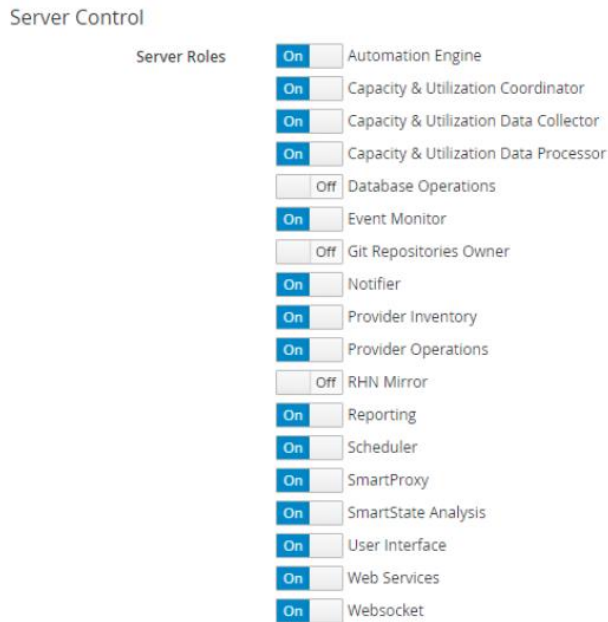 Server Control
Server Roles On Automation Engine
On Capacity & Utilization Coordinator
On Capacity & Utilization Data Collector
On Capacity & Utilization Data Processor
Off Database Operations
On Event Monitor
Off Git Repositories Owner
On Notifier
On Provider Inventory
On Provider Operations
Off RHN Mirror
On Reporting
On Scheduler
On SmartProxy
On SmartState Analysis
On User Interface
On Web Services
On Websocket